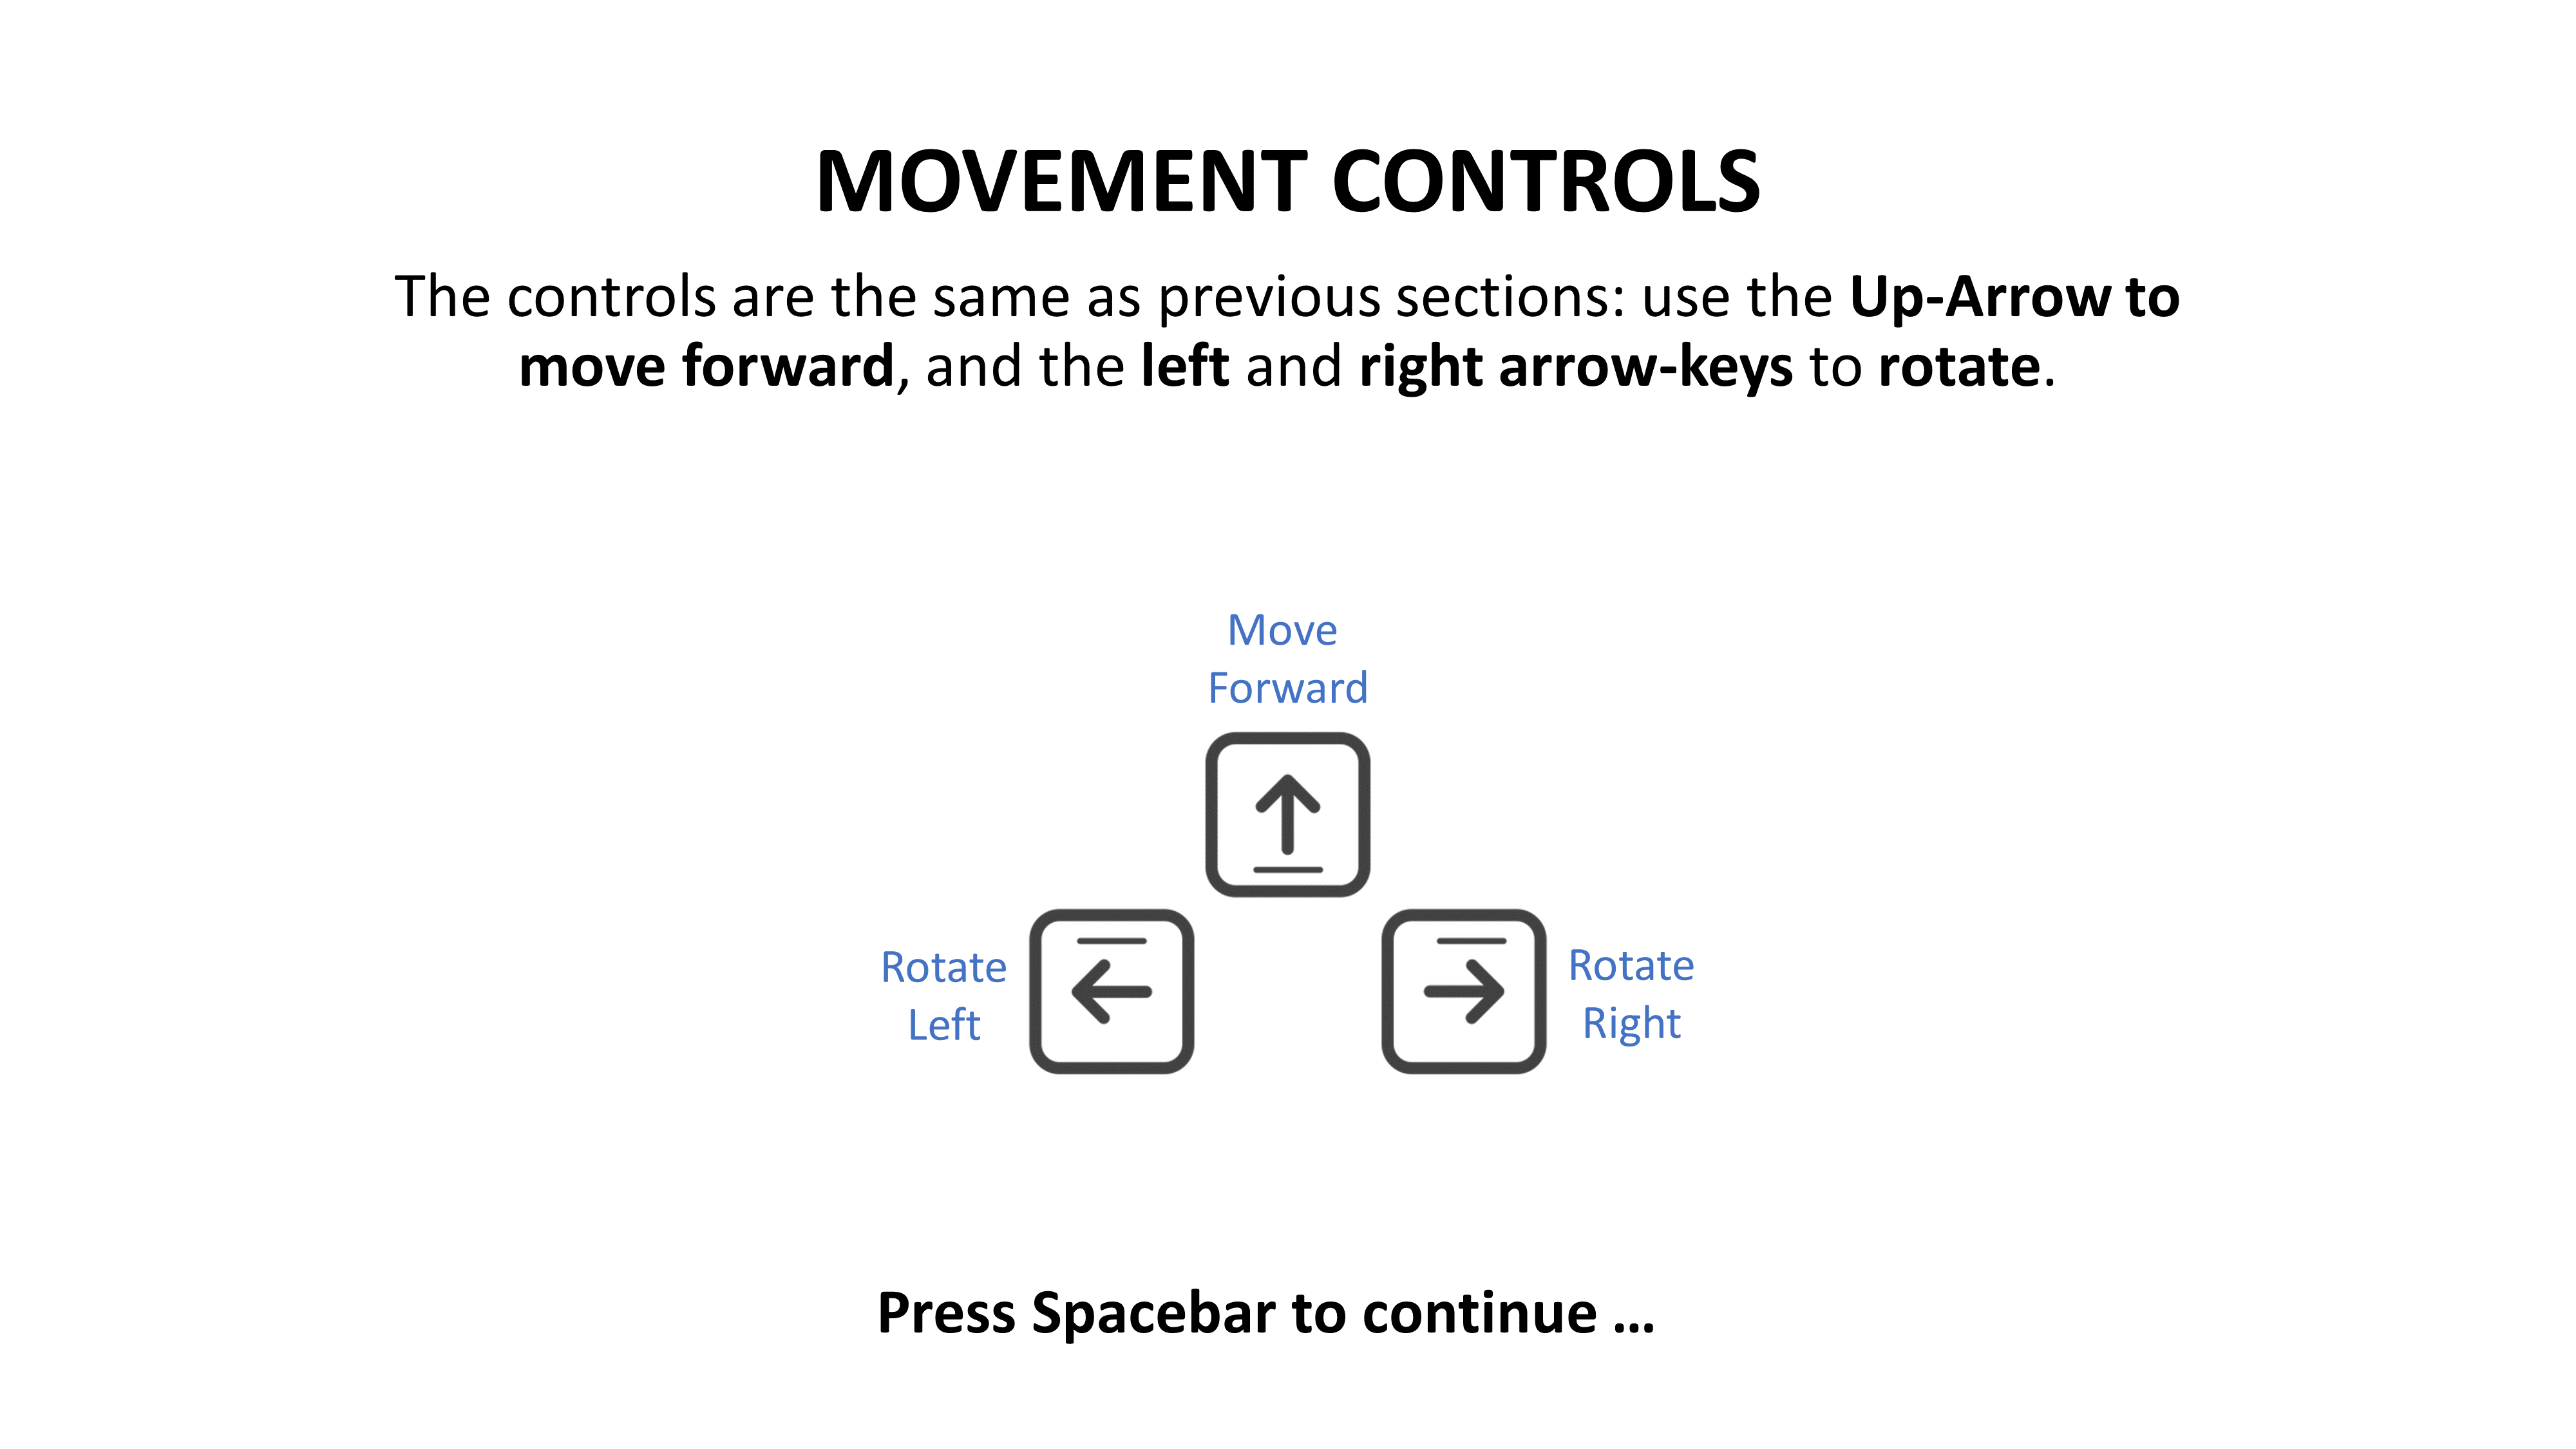 MOVEMENT CONTROLS
The controls are the same as previous sections: use the Up-Arrow to
move forward, and the left and right arrow-keys to rotate.
Move
Forward
Rotate
Left
Rotate
Right
Press Spacebar to continue ...